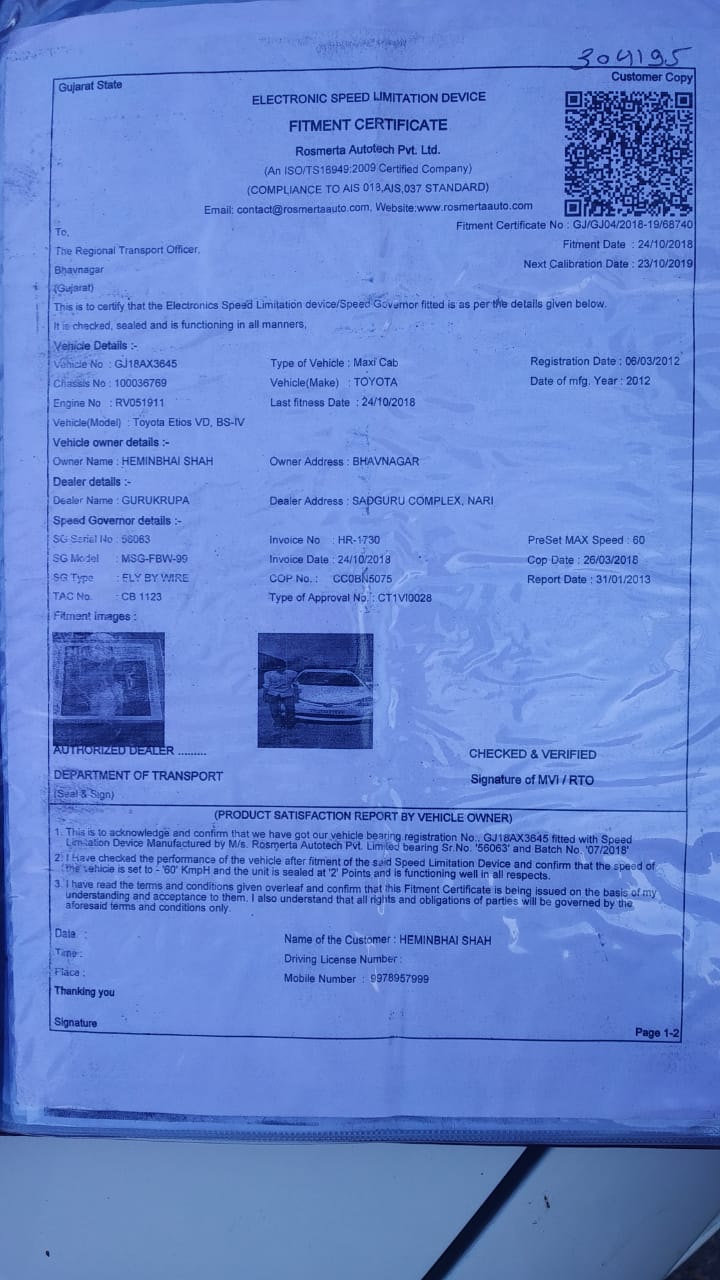 304195
Customer Copy
Gujarat State
ELECTRONIC SPEED LIMITATION DEVICE
FITMENT CERTIFICATE
Rosmerta Autotech Pvt. Ltd.
(An ISO/TS16949:2009 Certified Company)
(COMPLIANCE TO AIS 018,AIS,037 STANDARD)
Email: contact@rosmertaauto.com, Website:www.rosmertaauto.com
Fitment Certificate No : GJ/GJ04/2018-19/68740
To,
Fitment Date : 24/10/2018
The Regional Transport Officer,
Next Calibration Date : 23/10/2019
Bhavnagar
(Gujarat)
This is to certify that the Electronics Speed Limitation device/Speed Governor fitted is as per the details given below.
It is checked, sealed and is functioning in all manners,
Vehicle Details :-
Vehicle No : GJ18AX3645 Type of Vehicle : Maxi Cab Registration Date : 06/03/2012
Chassis No : 100036769 Vehicle(Make) : TOYOTA Date of mfg. Year : 2012
Engine No : RV051911 Last fitness Date : 24/10/2018
Vehicle(Model) : Toyota Etios VD, BS-IV
Vehicle owner details :-
Owner Name : HEMINBHAI SHAH Owner Address : BHAVNAGAR
Dealer details :-
Dealer Name : GURUKRUPA Dealer Address : SADGURU COMPLEX, NARI
Speed Governor details :-
SG Serial No : 56063 Invoice No : HR-1730 PreSet MAX Speed : 60
SG Model : MSG-FBW-99 Invoice Date : 24/10/2018 Cop Date : 26/03/2018
SG Type : FLY BY WIRE COP No. : CC0BN5075 Report Date : 31/01/2013
TAC No. : CB 1123 Type of Approval No. : CT1VI0028
Fitment images :
AUTHORIZED DEALER .........
CHECKED & VERIFIED
DEPARTMENT OF TRANSPORT
Signature of MVI / RTO
(Seal & Sign)
(PRODUCT SATISFACTION REPORT BY VEHICLE OWNER)
1. This is to acknowledge and confirm that we have got our vehicle bearing registration No., GJ18AX3645 fitted with Speed
Limitation Device Manufactured by M/s. Rosmerta Autotech Pvt. Limited bearing Sr.No. '56063' and Batch No. '07/2018'
2. I Have checked the performance of the vehicle after fitment of the said Speed Limitation Device and confirm that the speed of
the vehicle is set to - '60' KmpH and the unit is sealed at '2' Points and is functioning well in all respects.
3. I have read the terms and conditions given overleaf and confirm that this Fitment Certificate is being issued on the basis of my
understanding and acceptance to them. I also understand that all rights and obligations of parties will be governed by the
aforesaid terms and conditions only.
Date :
Name of the Customer : HEMINBHAI SHAH
Time :
Driving License Number :
Place :
Mobile Number : 9978957999
Thanking you
Signature
Page 1-2